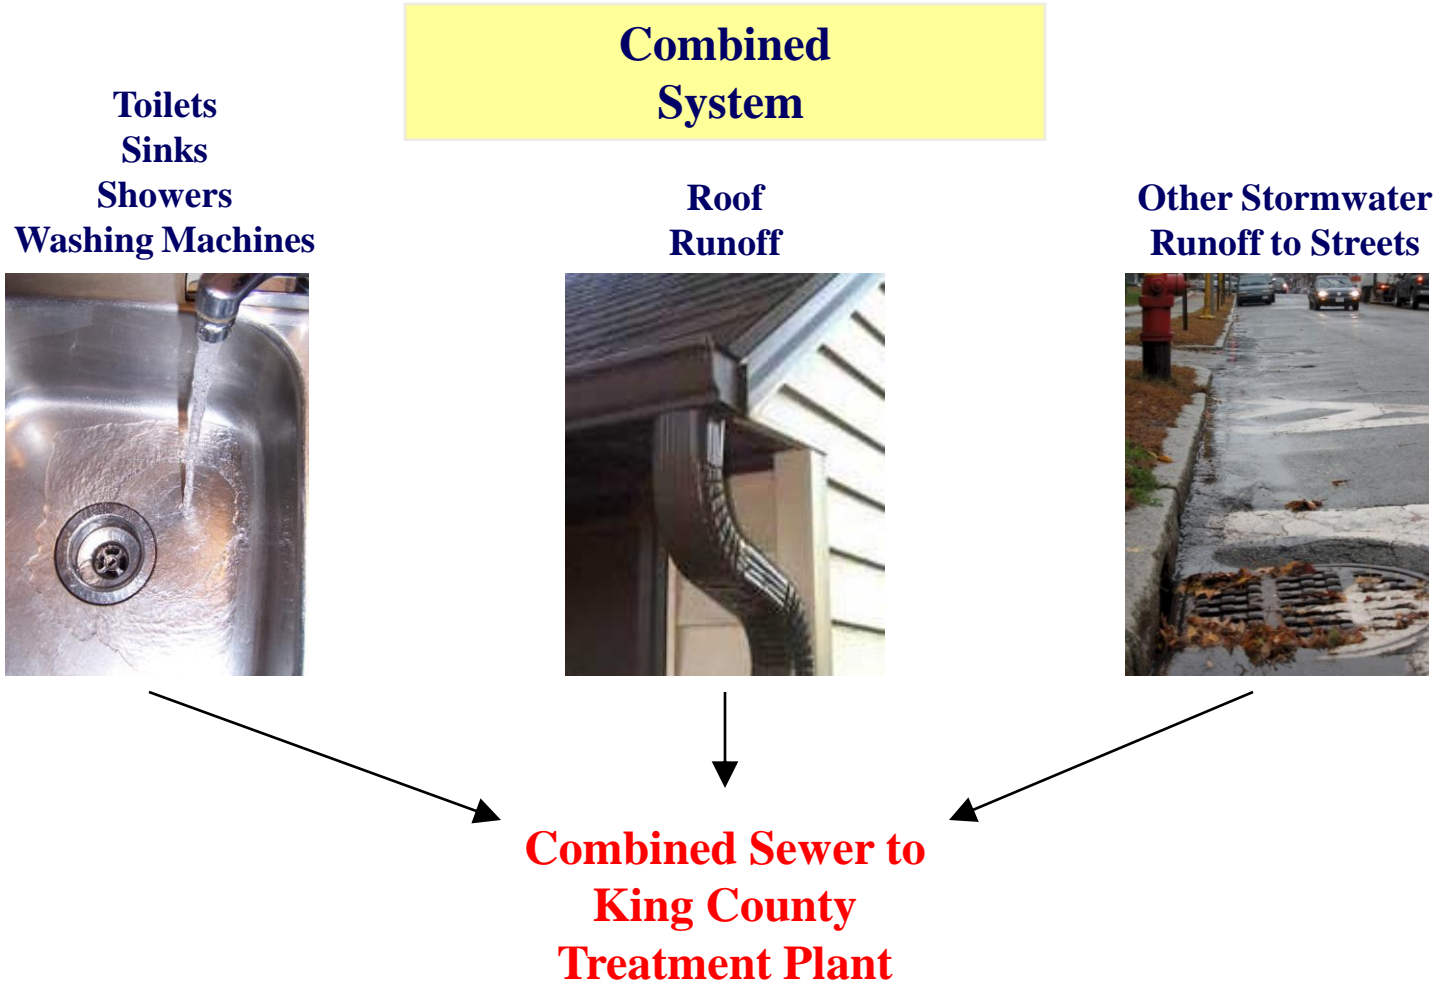 Combined
System
Toilets
Sinks
Showers
Washing Machines
Roof
Runoff
Other Stormwater
Runoff to Streets
Combined Sewer to
King County
Treatment Plant